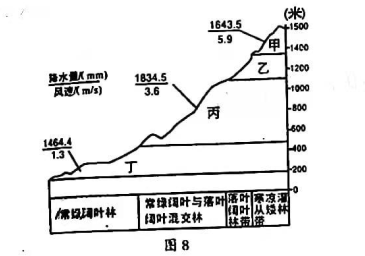 (米)
1643.5
5.9
甲
1500
1400
乙
1200
降水量/(mm)
风速/(m/s)
1834.5
3.6
1000
丙
800
600
1464.4
1.3
400
丁
200
0
常绿阔叶林
常绿阔叶与落叶
阔叶混交林
落叶
阔叶
林带
寒凉灌
丛矮林
带
图8